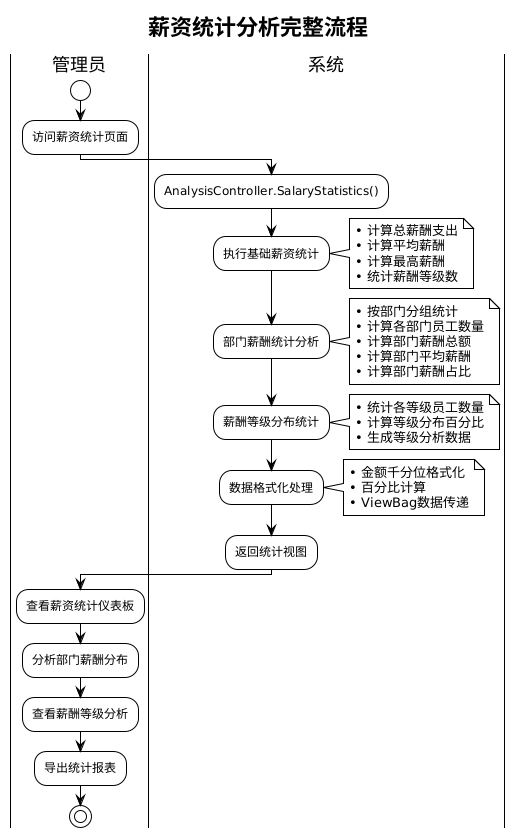 薪资统计分析完整流程
管理员
系统
访问薪资统计页面
AnalysisController.SalaryStatistics()
执行基础薪资统计
• 计算总薪酬支出
• 计算平均薪酬
• 计算最高薪酬
• 统计薪酬等级数
部门薪酬统计分析
• 按部门分组统计
• 计算各部门员工数量
• 计算部门薪酬总额
• 计算部门平均薪酬
• 计算部门薪酬占比
薪酬等级分布统计
• 统计各等级员工数量
• 计算等级分布百分比
• 生成等级分析数据
数据格式化处理
• 金额千分位格式化
• 百分比计算
• ViewBag数据传递
返回统计视图
查看薪资统计仪表板
分析部门薪酬分布
查看薪酬等级分析
导出统计报表